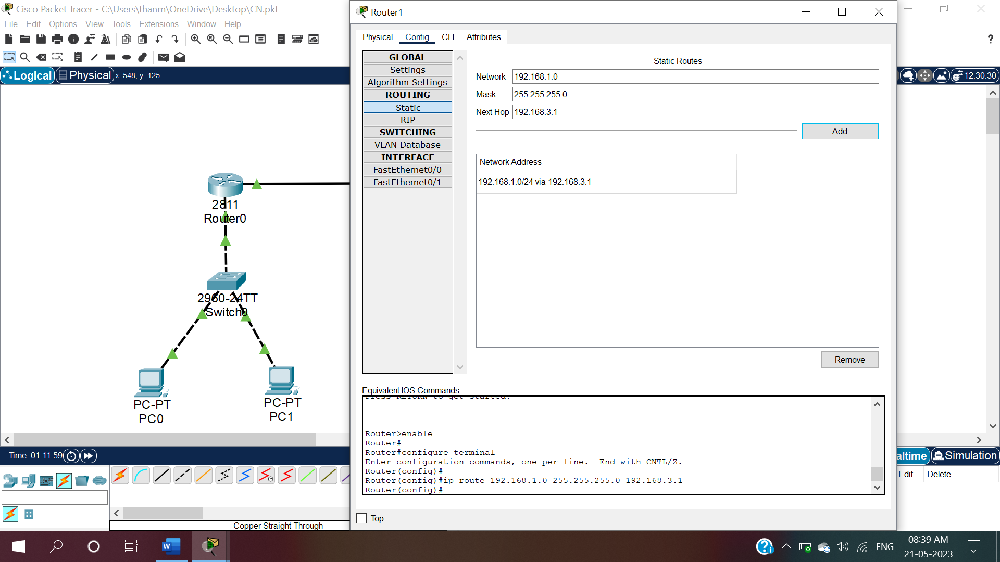 Cisco Packet Tracer - C:\Users\thanm\OneDrive\Desktop\CN.pkt
File Edit Options View Tools Extensions Window Help
Logical Physical x: 548, y: 125
2811
Router0
2960-24TT
Switch0
PC-PT
PC0
PC-PT
PC1
Time: 01:11:59
Copper Straight-Through
Router1
Physical Config CLI Attributes
GLOBAL
Settings
Algorithm Settings
ROUTING
Static
RIP
SWITCHING
VLAN Database
INTERFACE
FastEthernet0/0
FastEthernet0/1
Static Routes
Network 192.168.1.0
Mask 255.255.255.0
Next Hop 192.168.3.1
Add
Network Address
192.168.1.0/24 via 192.168.3.1
Remove
Equivalent IOS Commands
Press RETURN to get started!
Router>enable
Router#
Router#configure terminal
Enter configuration commands, one per line.  End with CNTL/Z.
Router(config)#
Router(config)#ip route 192.168.1.0 255.255.255.0 192.168.3.1
Router(config)#
Top
?
12:30:30
altime Simulation
Edit Delete
W
ENG
08:39 AM
21-05-2023